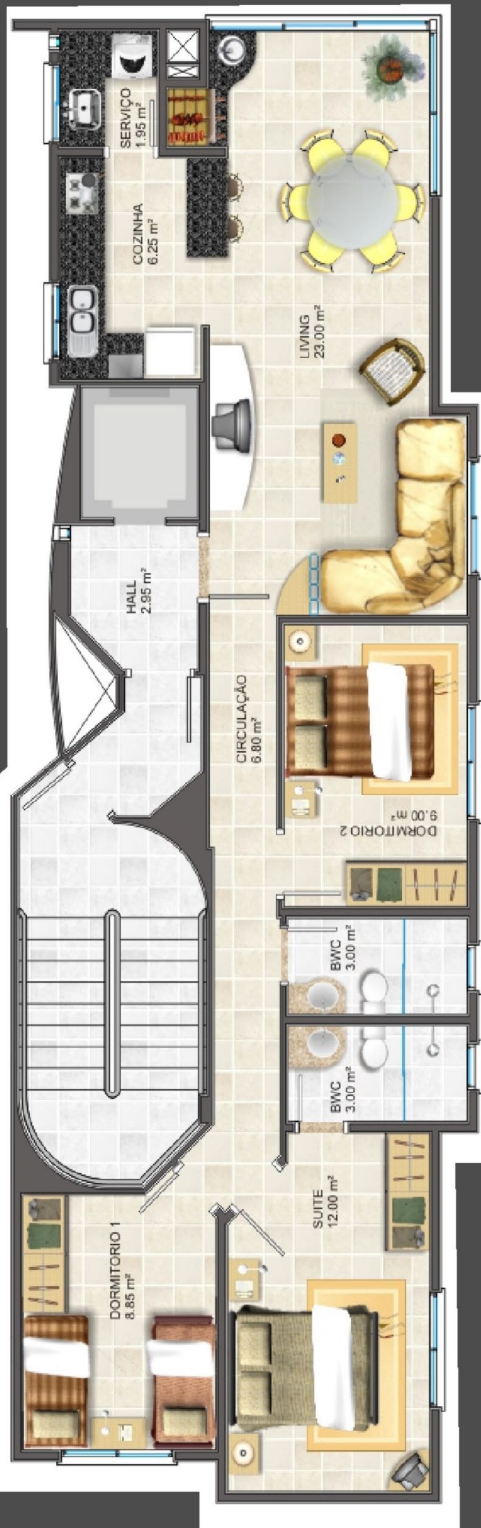 SERVIÇO
1.95 m²
COZINHA
6.25 m²
LIVING
23.00 m²
HALL
2.95 m²
CIRCULAÇÃO
6.80 m²
DORMITORIO 2
9.00 m²
BWC
3.00 m²
BWC
3.00 m²
SUITE
12.00 m²
DORMITORIO 1
8.85 m²